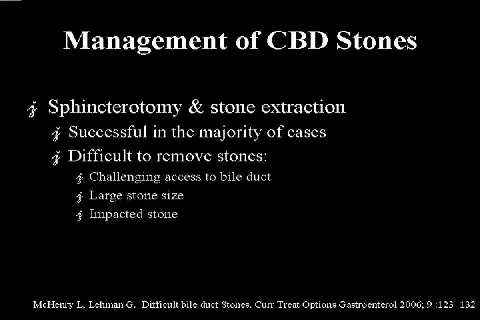 Management of CBD Stones
Sphincterotomy & stone extraction
Successful in the majority of cases
Difficult to remove stones:
Challenging access to bile duct
Large stone size
Impacted stone
McHenry L, Lehman G. Difficult bile duct Stones. Curr Treat Options Gastroenterol 2006; 9 :123–132